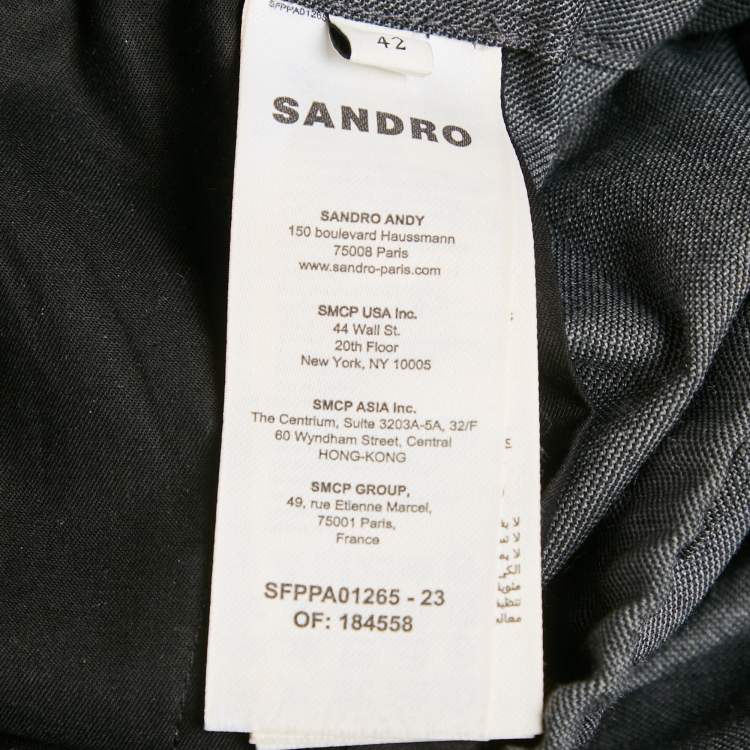 SFPPA01265
42
SANDRO
SANDRO ANDY
150 boulevard Haussmann
75008 Paris
www.sandro-paris.com
SMCP USA Inc.
44 Wall St.
20th Floor
New York, NY 10005
SMCP ASIA Inc.
The Centrium, Suite 3203A-5A, 32/F
60 Wyndham Street, Central
HONG-KONG
SMCP GROUP,
49, rue Etienne Marcel,
75001 Paris,
France
SFPPA01265 - 23
OF: 184558